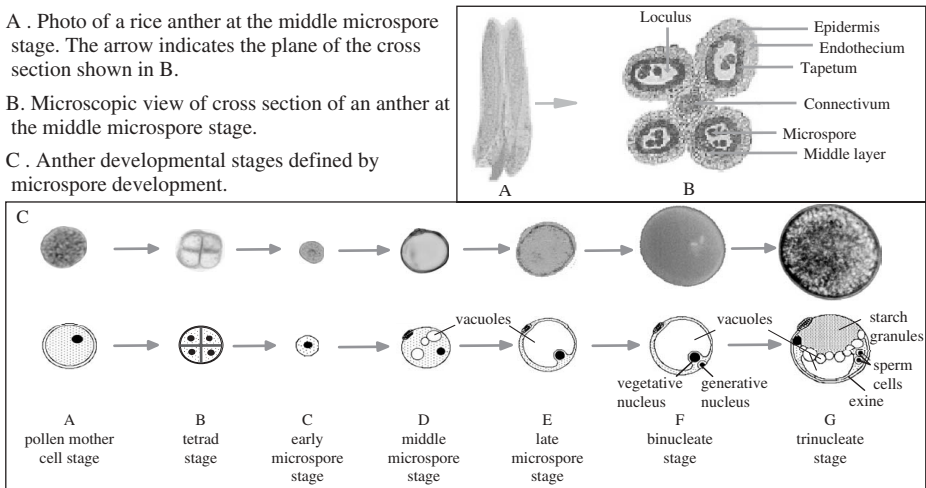 A . Photo of a rice anther at the middle microspore
stage. The arrow indicates the plane of the cross
section shown in B.
B. Microscopic view of cross section of an anther at
the middle microspore stage.
C . Anther developmental stages defined by
microspore development.
Loculus
Epidermis
Endothecium
Tapetum
Connectivum
Microspore
Middle layer
A
B
C
vacuoles
vacuoles
starch
granules
sperm
cells
exine
vegetative
nucleus
generative
nucleus
A
pollen mother
cell stage
B
tetrad
stage
C
early
microspore
stage
D
middle
microspore
stage
E
late
microspore stage
F
binucleate
stage
G
trinucleate
stage